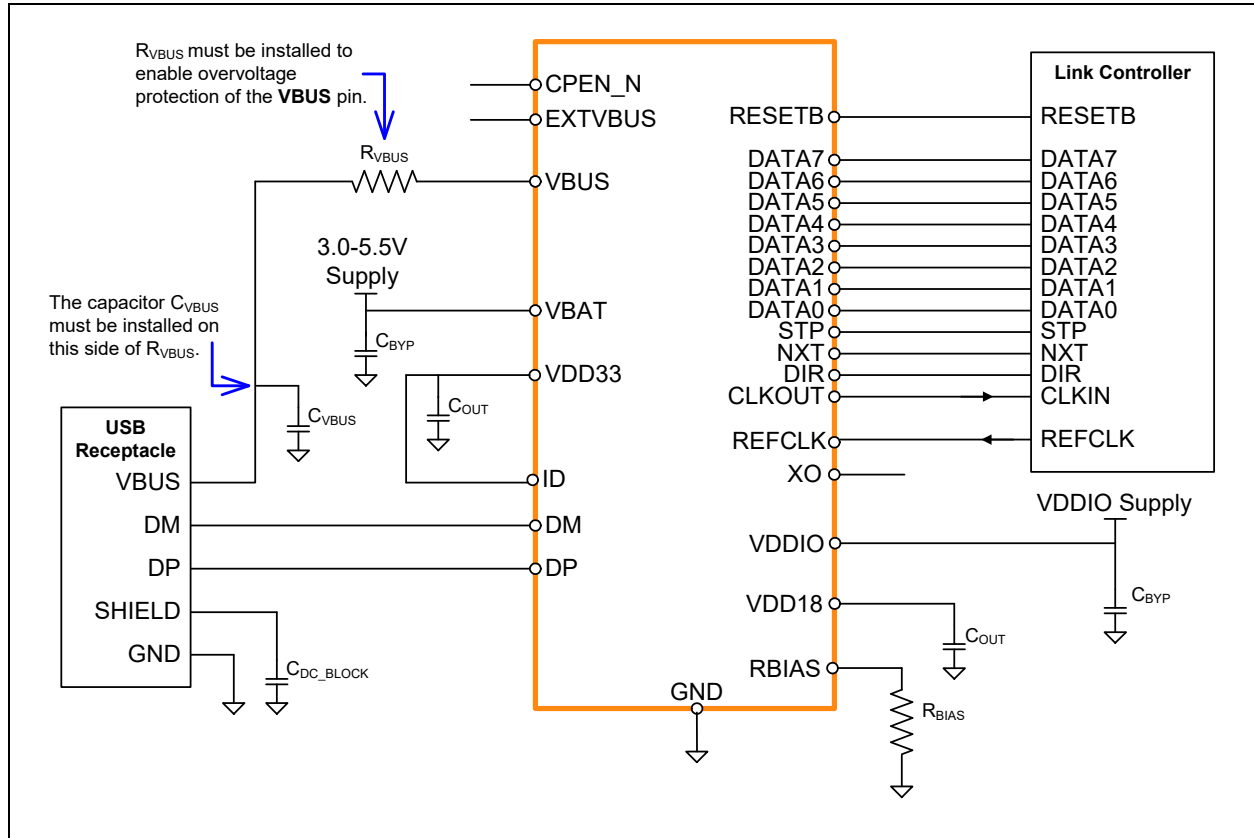 RVBUS must be installed to
enable overvoltage
protection of the VBUS pin.
RVBUS
3.0-5.5V
Supply
CBYP
The capacitor CVBUS
must be installed on
this side of RVBUS.
CVBUS
COUT
USB
Receptacle
VBUS
DM
DP
SHIELD
GND
CDC_BLOCK
CPEN_N
EXTVBUS
VBUS
VBAT
VDD33
ID
DM
DP
GND
RESETB
DATA7
DATA6
DATA5
DATA4
DATA3
DATA2
DATA1
DATA0
STP
NXT
DIR
CLKOUT
REFCLK
XO
VDDIO
VDD18
RBIAS
Link Controller
RESETB
DATA7
DATA6
DATA5
DATA4
DATA3
DATA2
DATA1
DATA0
STP
NXT
DIR
CLKIN
REFCLK
VDDIO Supply
CBYP
COUT
RBIAS